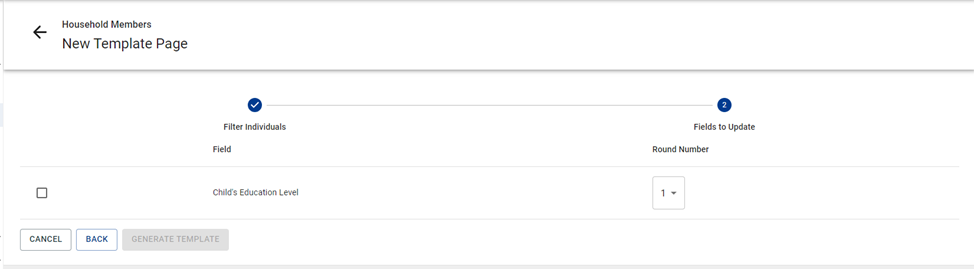 Household Members
New Template Page
2
Filter Individuals Fields to Update
Field Round Number
Child's Education Level 1
CANCEL BACK GENERATE TEMPLATE